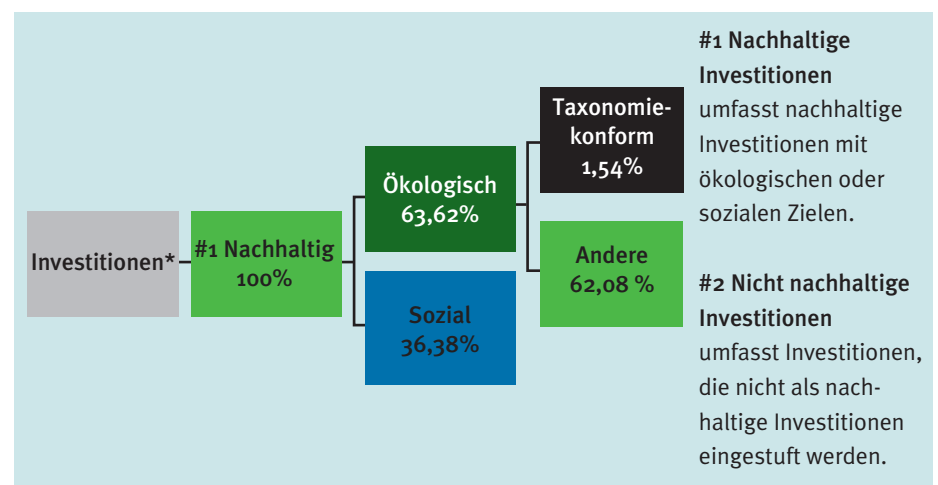 Investitionen*
#1 Nachhaltig
100%
Ökologisch
63,62%
Sozial
36,38%
Taxonomie-
konform
1,54%
Andere
62,08 %
#1 Nachhaltige
Investitionen
umfasst nachhaltige
Investitionen mit
ökologischen oder
sozialen Zielen.
#2 Nicht nachhaltige
Investitionen
umfasst Investitionen,
die nicht als nach-
haltige Investitionen
eingestuft werden.